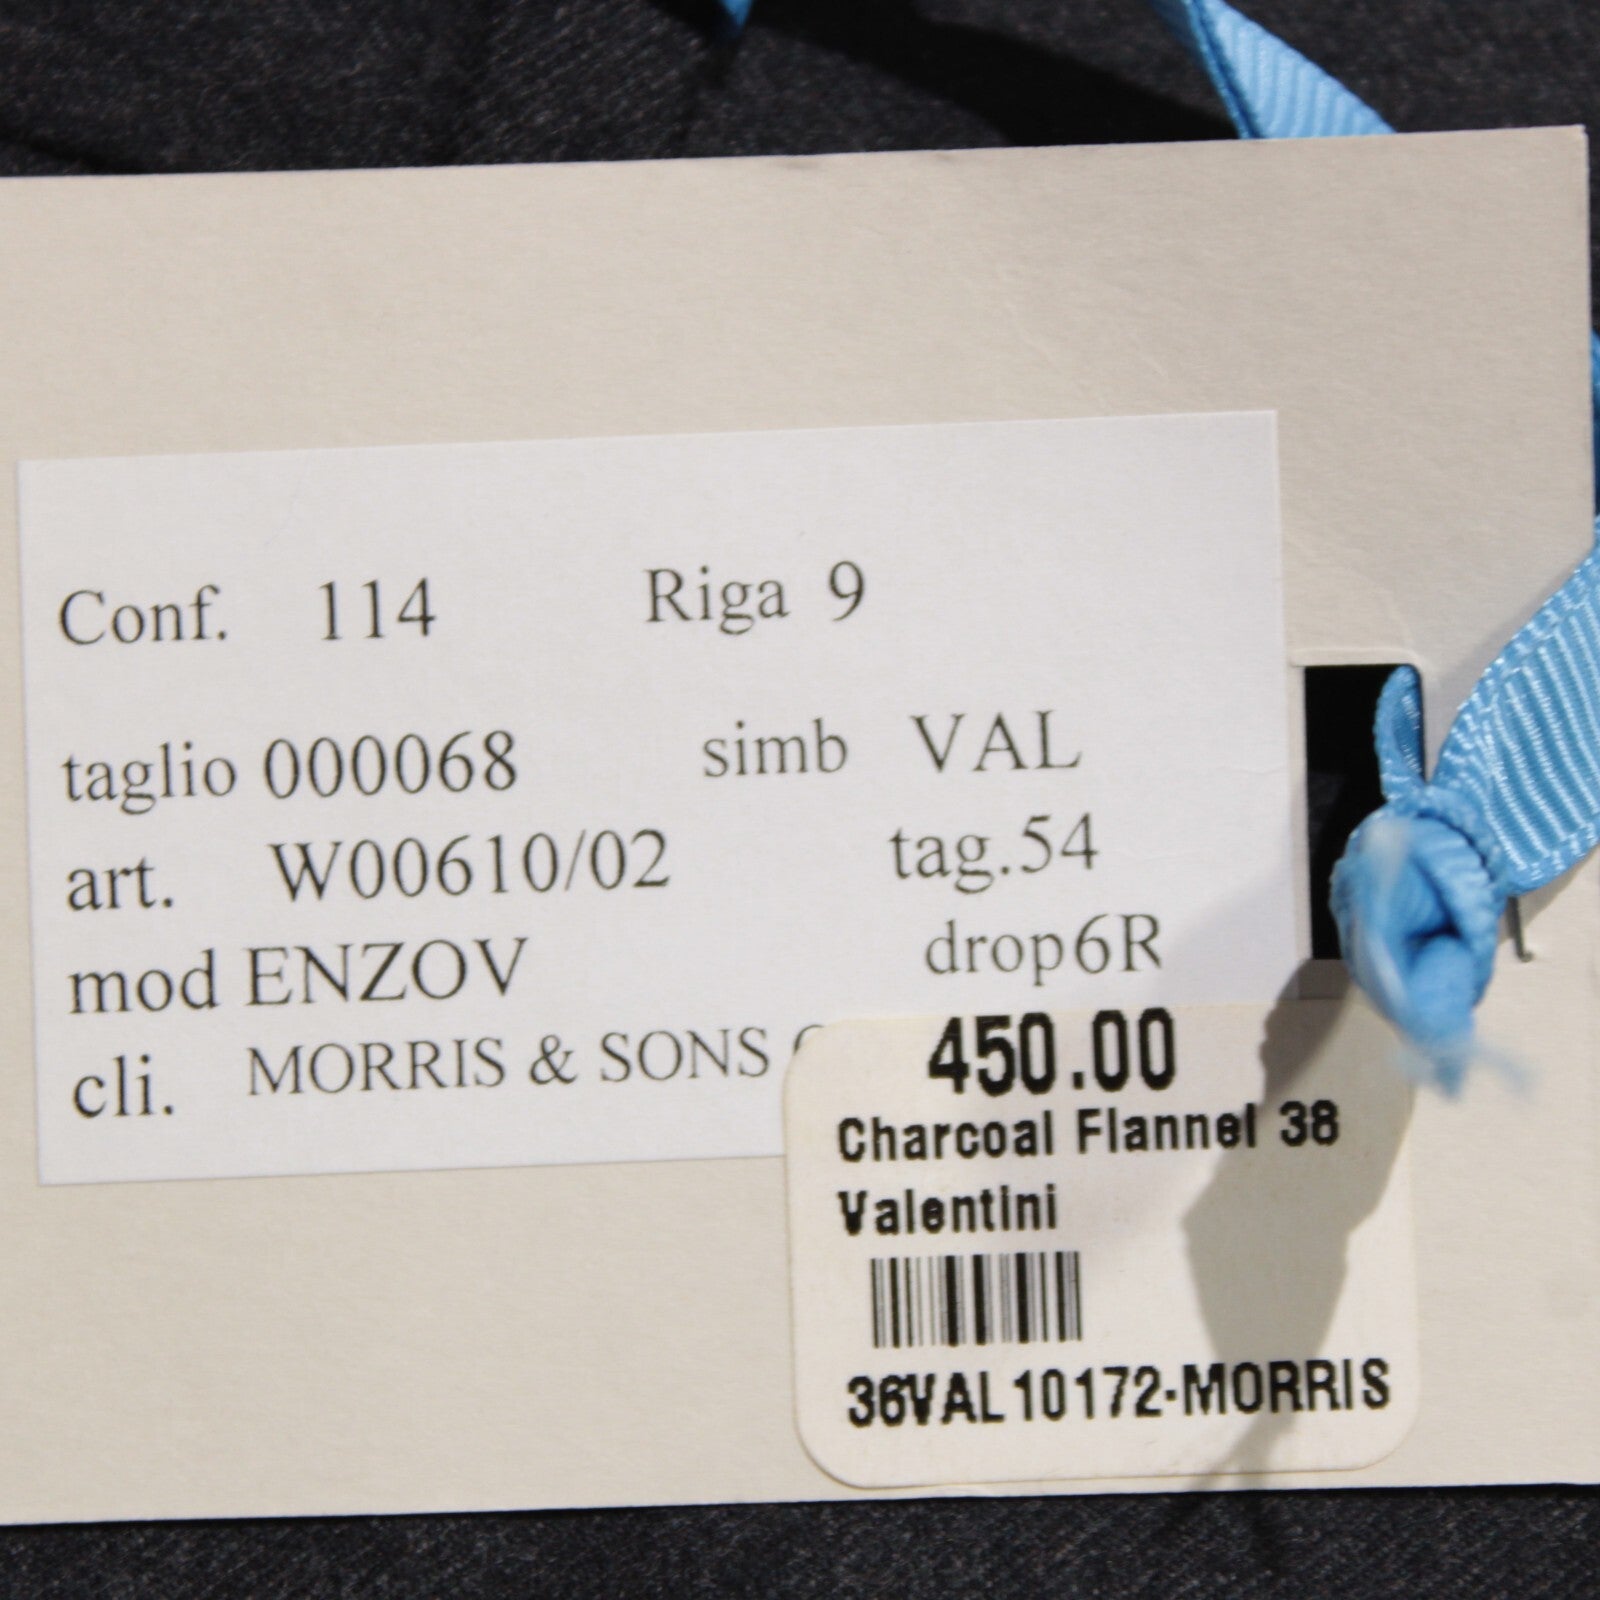 Conf. 114 Riga 9
taglio 000068 simb VAL
art. W00610/02 tag.54
mod ENZOV drop6R
cli. MORRIS & SONS
450.00
Charcoal Flannel 38
Valentini
36VAL10172-MORRIS